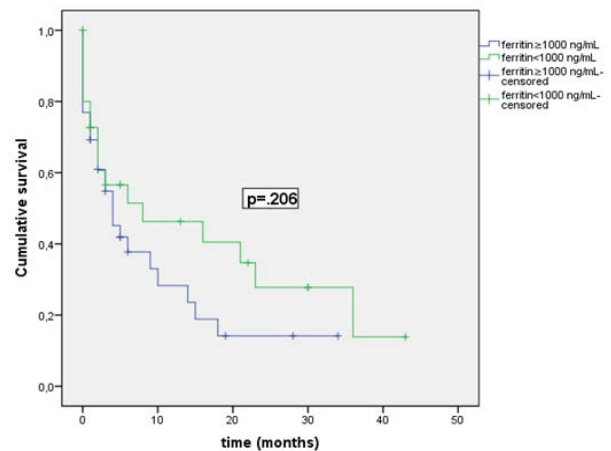 ferritin≥1000 ng/mL
ferritin<1000 ng/mL
ferritin≥1000 ng/mL-
censored
ferritin<1000 ng/mL-
censored
Cumulative survival
1,0
0,8
0,6
0,4
0,2
0,0
p=.206
0
10
20
30
40
50
time (months)